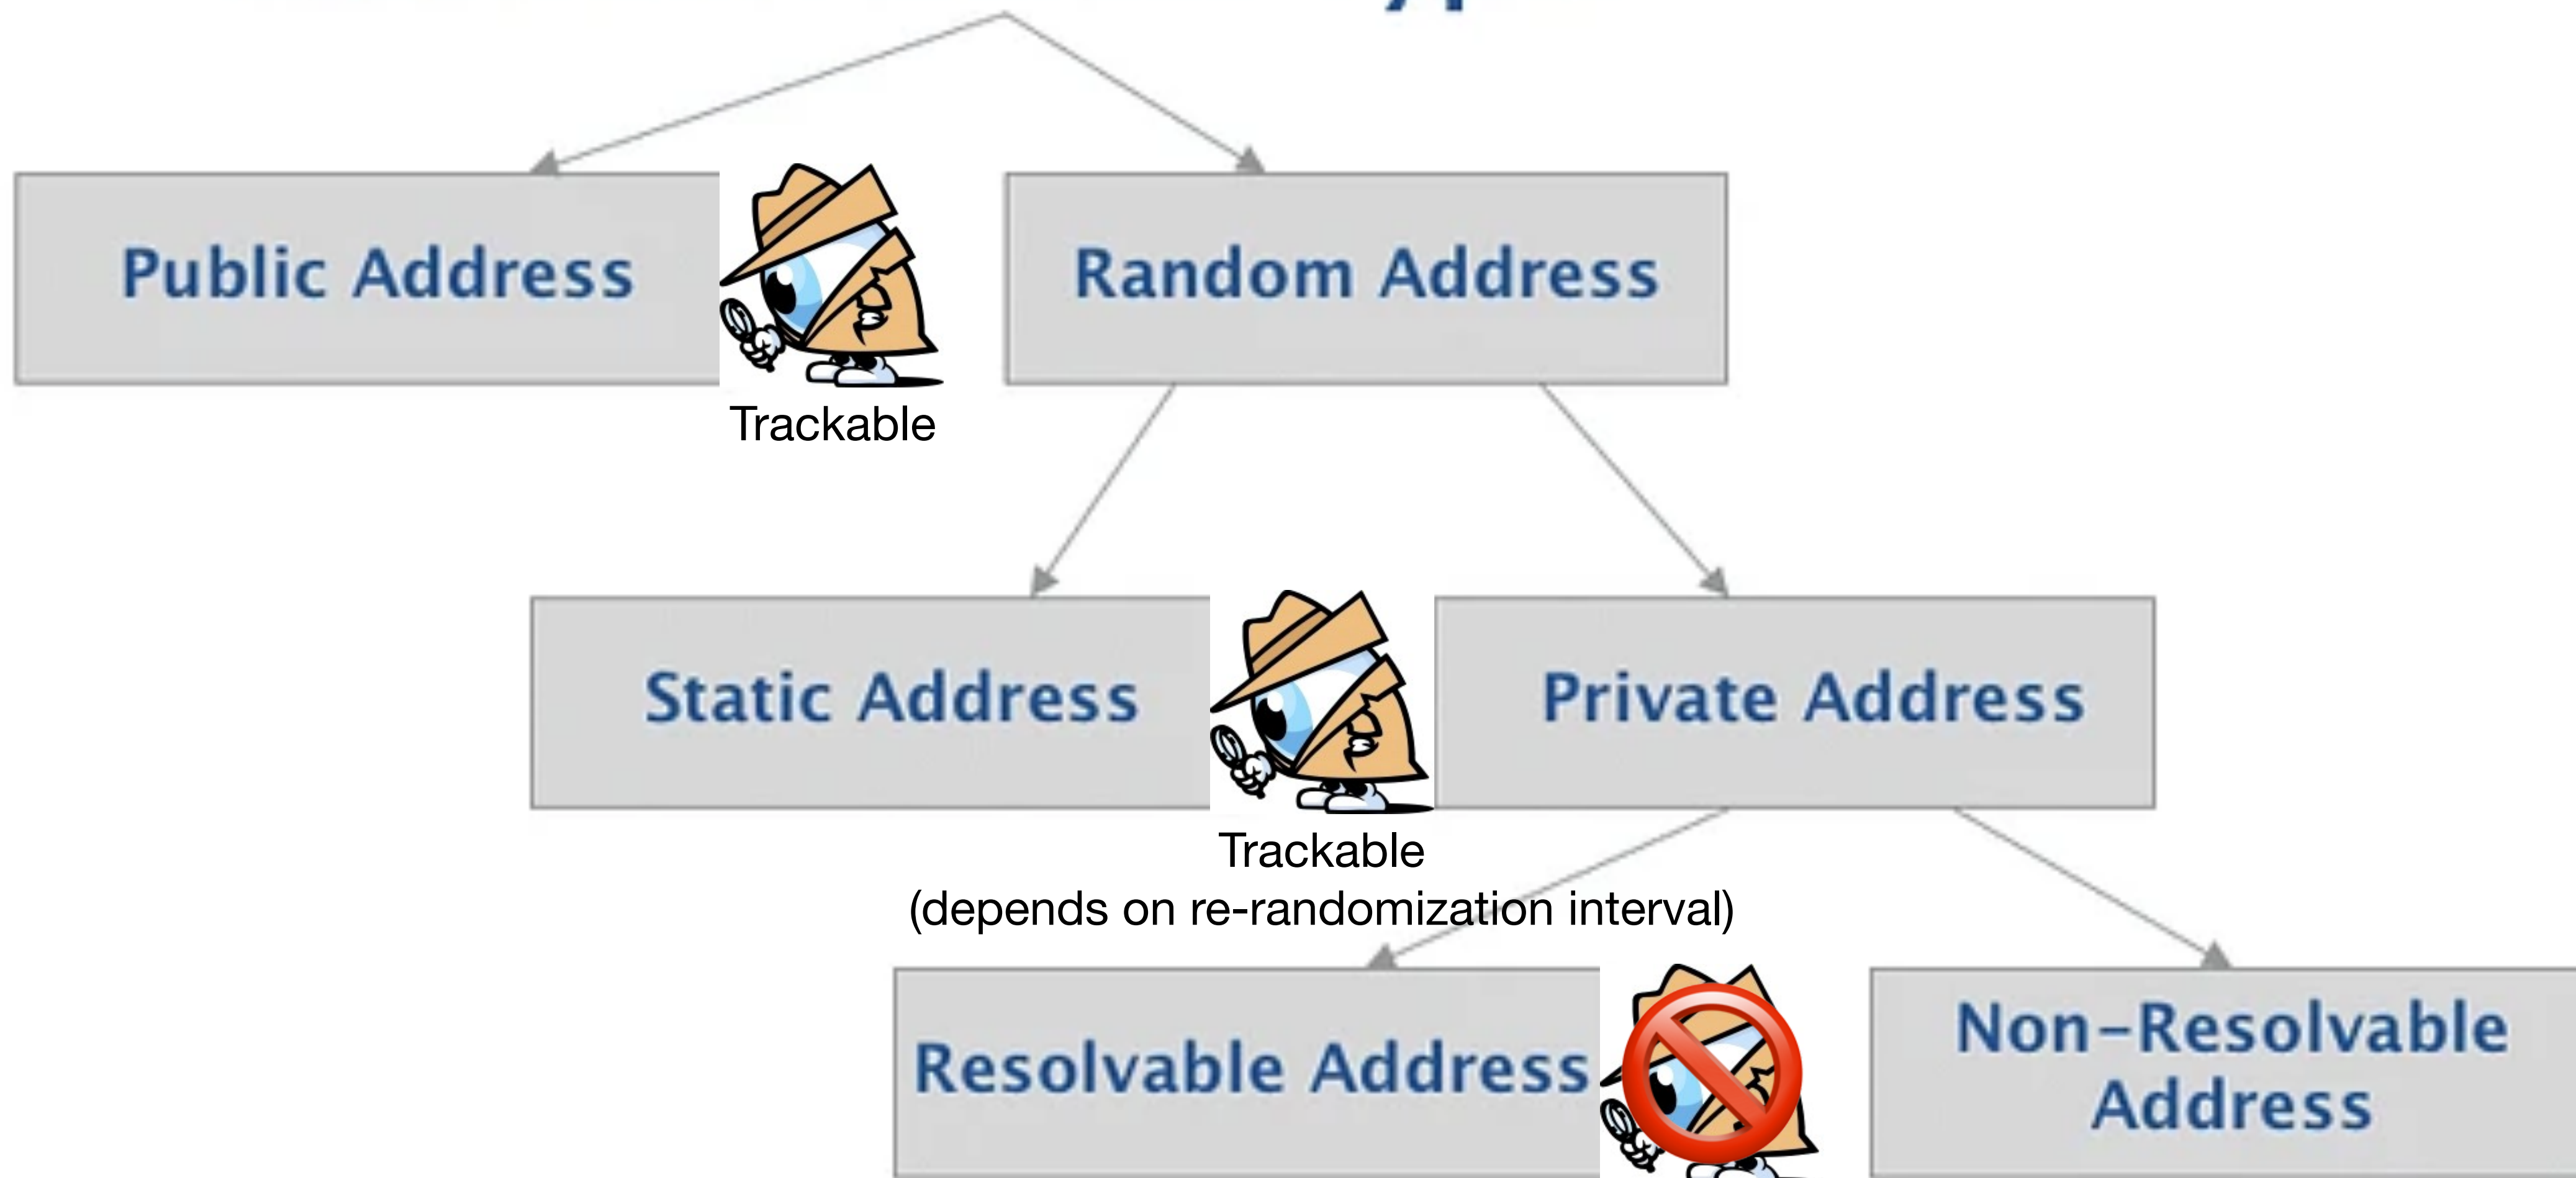 Public Address
Random Address
Trackable
Static Address
Private Address
Trackable
(depends on re-randomization interval)
Resolvable Address
Non-Resolvable
Address